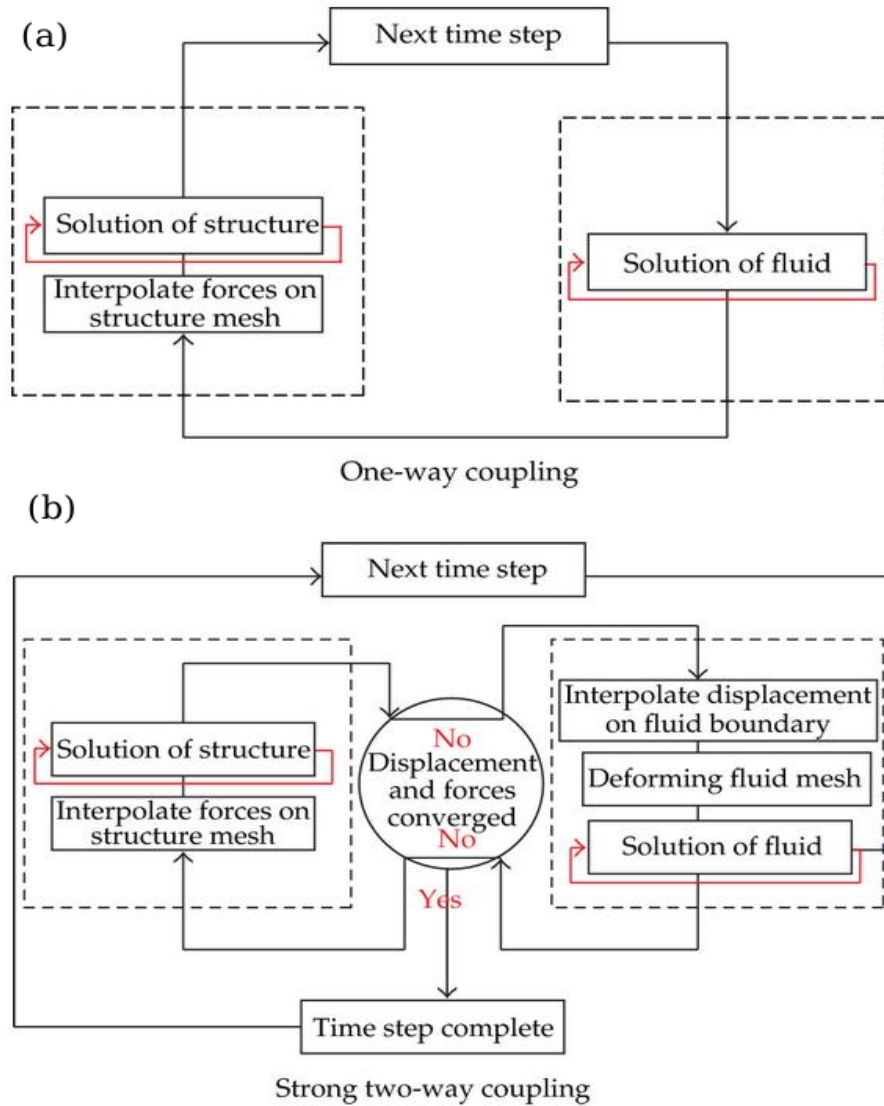 (a)
Next time step
Solution of structure
Interpolate forces on
structure mesh
Solution of fluid
One-way coupling
(b)
Next time step
Solution of structure
Interpolate forces on
structure mesh
No
Displacement
and forces
converged
No
Yes
Interpolate displacement
on fluid boundary
Deforming fluid mesh
Solution of fluid
Time step complete
Strong two-way coupling